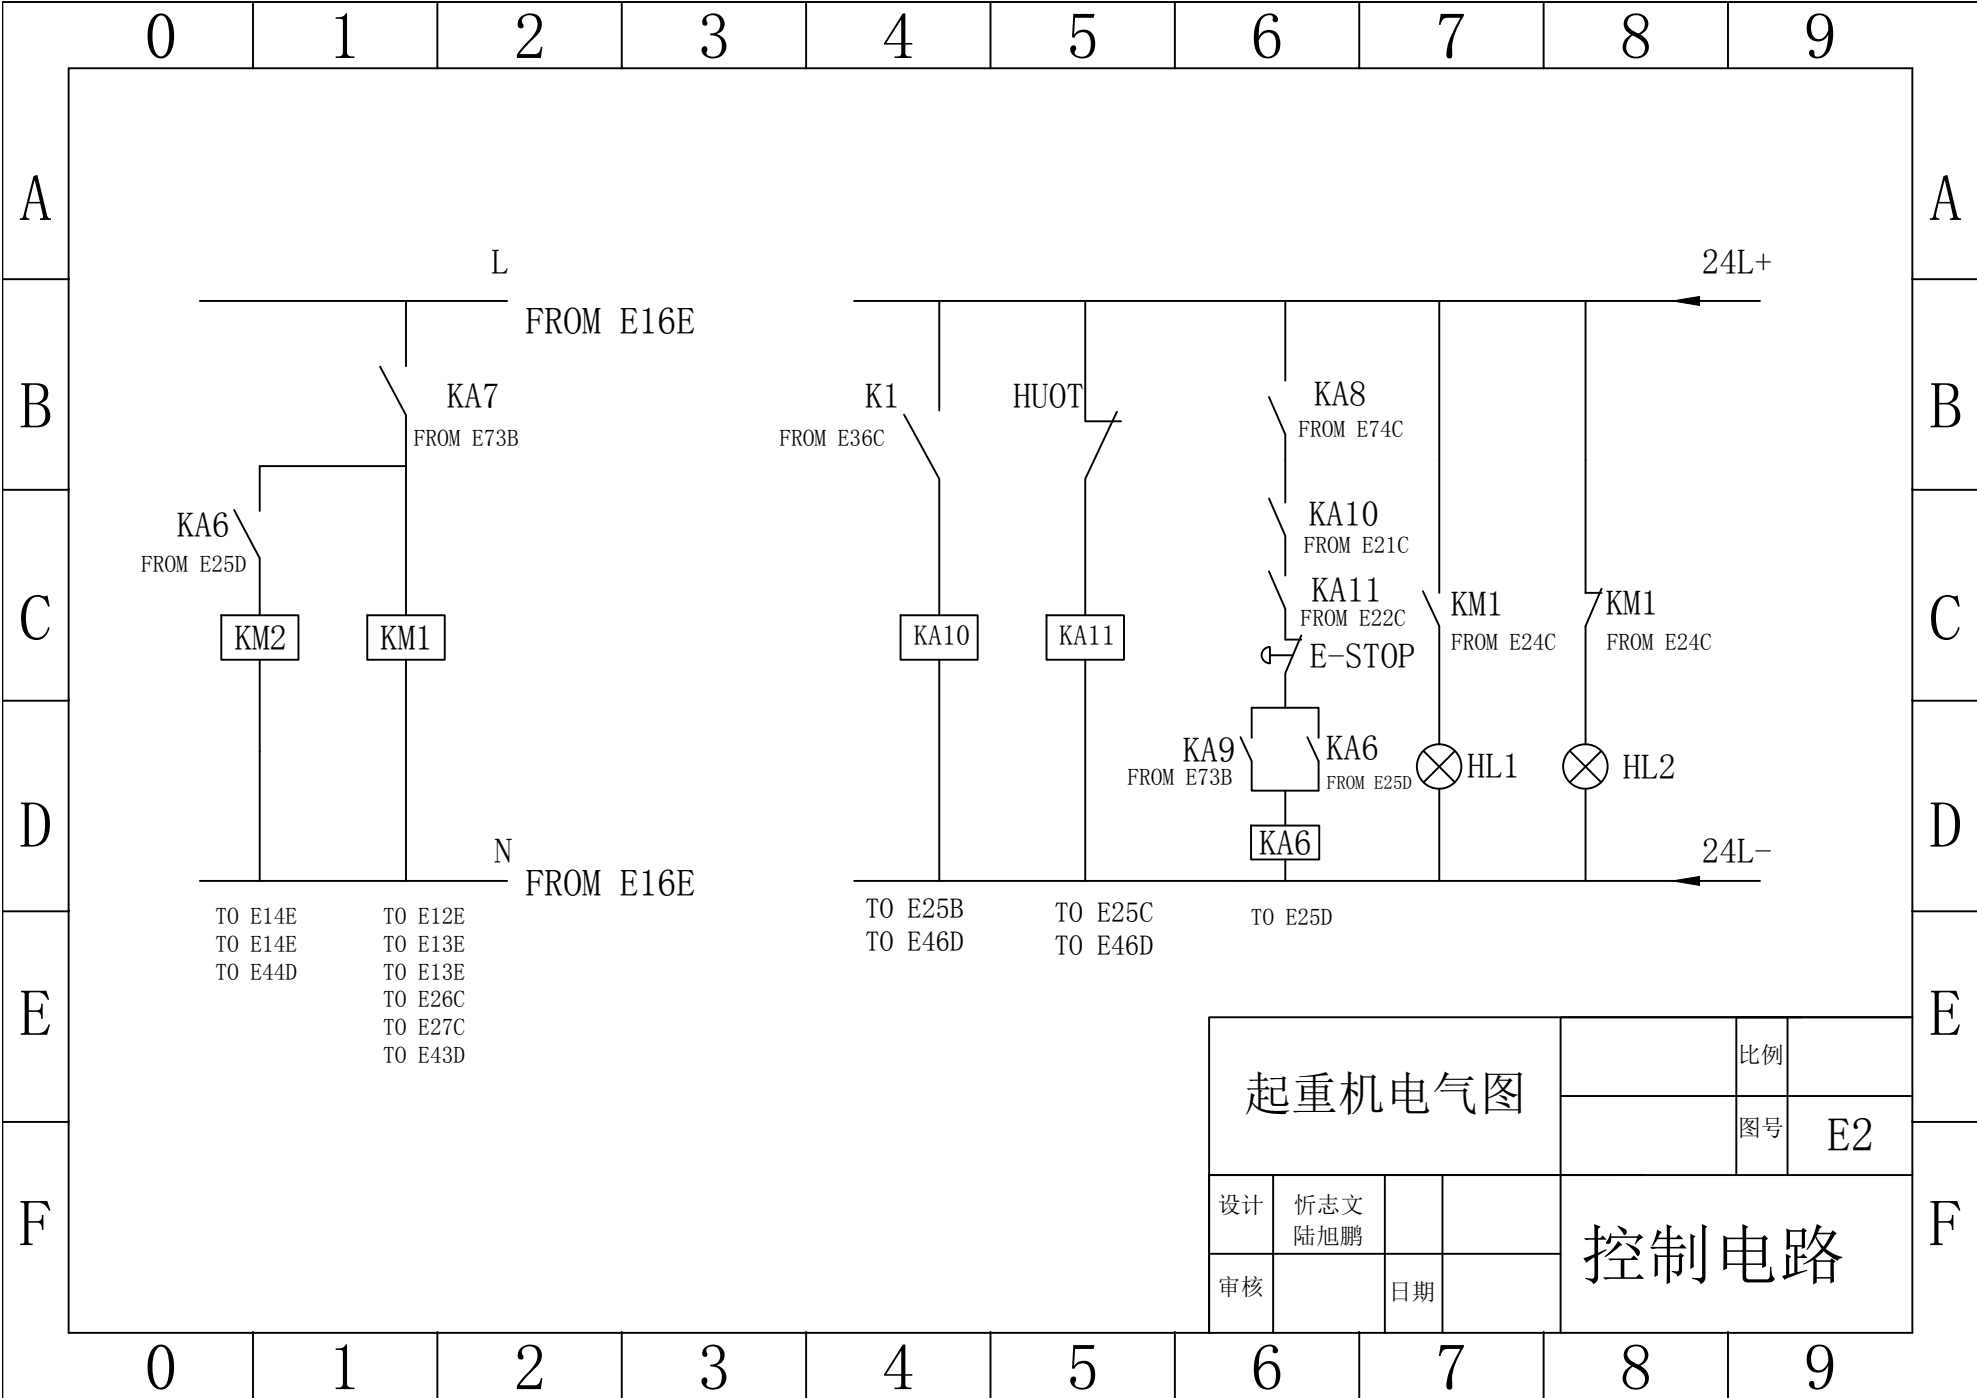 0 1 2 3 4 5 6 7 8 9
A A
L 24L+
FROM E16E
B B
KA7 K1 HUOT KA8
FROM E73B FROM E36C FROM E74C
KA6 KA10
FROM E25D FROM E21C
KA11
FROM E22C
C C
KM1 KM1
FROM E24C FROM E24C
KM2 KM1 KA10 KA11
E-STOP
KA9 KA6
FROM E73B FROM E25D
HL1 HL2
D D
KA6
N 24L-
FROM E16E
TO E14E TO E12E TO E25B TO E25C TO E25D
TO E14E TO E13E TO E46D TO E46D
TO E44D TO E13E
TO E26C
TO E27C
TO E43D
E E
起重机电气图 比例
图号 E2
F F
设计 忻志文
陆旭鹏
控制电路
审核 日期
0 1 2 3 4 5 6 7 8 9